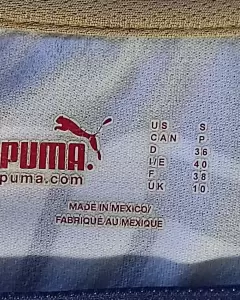 PUMA.
puma.com
US S
CAN P
D 36
I/E 40
F 38
UK 10
MADE IN MEXICO/
FABRIQUÉ AU MEXIQUE